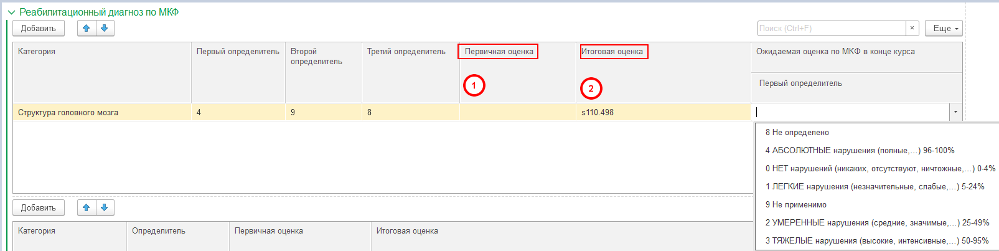 Реабилитационный диагноз по МКФ
Добавить
Поиск (Ctrl+F)
×
Еще
Категория
Первый определитель
Второй
определитель
Третий определитель
Первичная оценка
Итоговая оценка
Ожидаемая оценка по МКФ в конце курса
1
2
Первый определитель
Структура головного мозга
4
9
8
s110.498
8 Не определено
4 АБСОЛЮТНЫЕ нарушения (полные,...) 96-100%
0 НЕТ нарушений (никаких, отсутствуют, ничтожные,...) 0-4%
1 ЛЕГКИЕ нарушения (незначительные, слабые,...) 5-24%
9 Не применимо
2 УМЕРЕННЫЕ нарушения (средние, значимые,...) 25-49%
3 ТЯЖЕЛЫЕ нарушения (высокие, интенсивные,...) 50-95%
Добавить
Категория
Определитель
Первичная оценка
Итоговая оценка